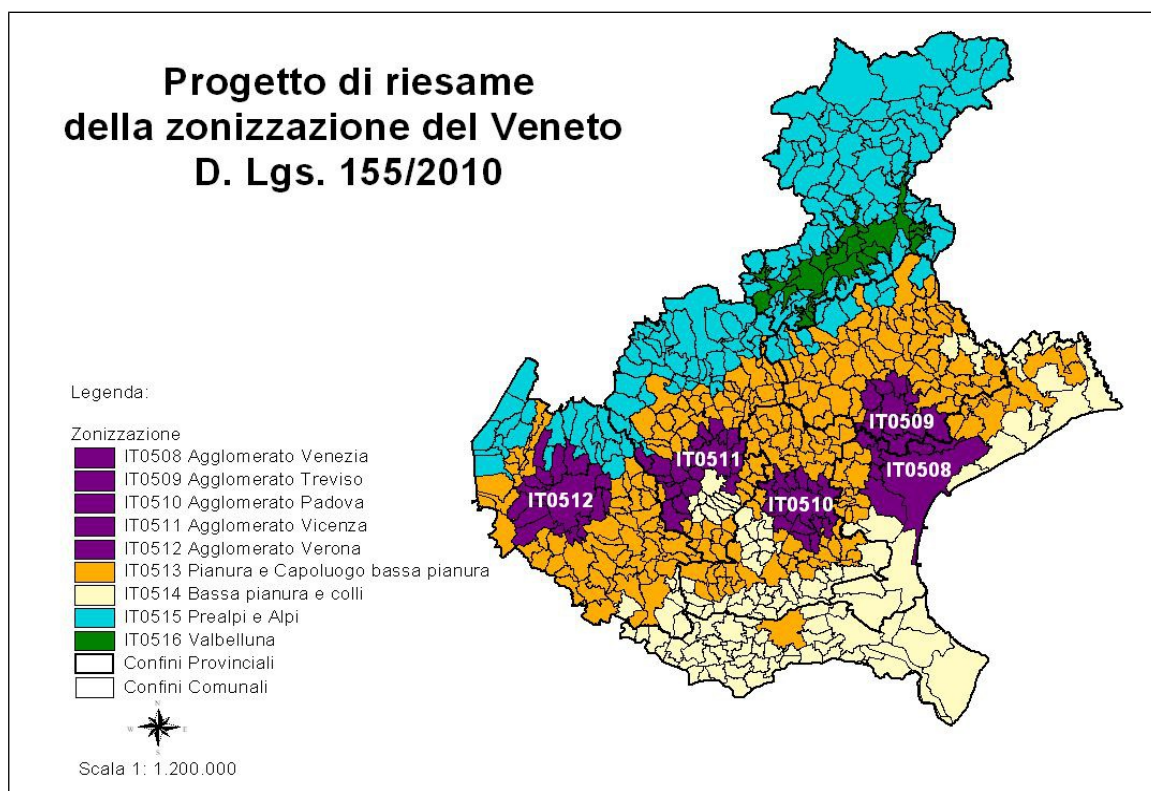 Progetto di riesame
della zonizzazione del Veneto
D. Lgs. 155/2010
Legenda:
Zonizzazione
IT0508 Agglomerato Venezia
IT0509 Agglomerato Treviso
IT0510 Agglomerato Padova
IT0511 Agglomerato Vicenza
IT0512 Agglomerato Verona
IT0513 Pianura e Capoluogo bassa pianura
IT0514 Bassa pianura e colli
IT0515 Prealpi e Alpi
IT0516 Valbelluna
Confini Provinciali
Confini Comunali
N
W E
S
Scala 1: 1.200.000
IT0509
IT0511
IT0508
IT0512
IT0510